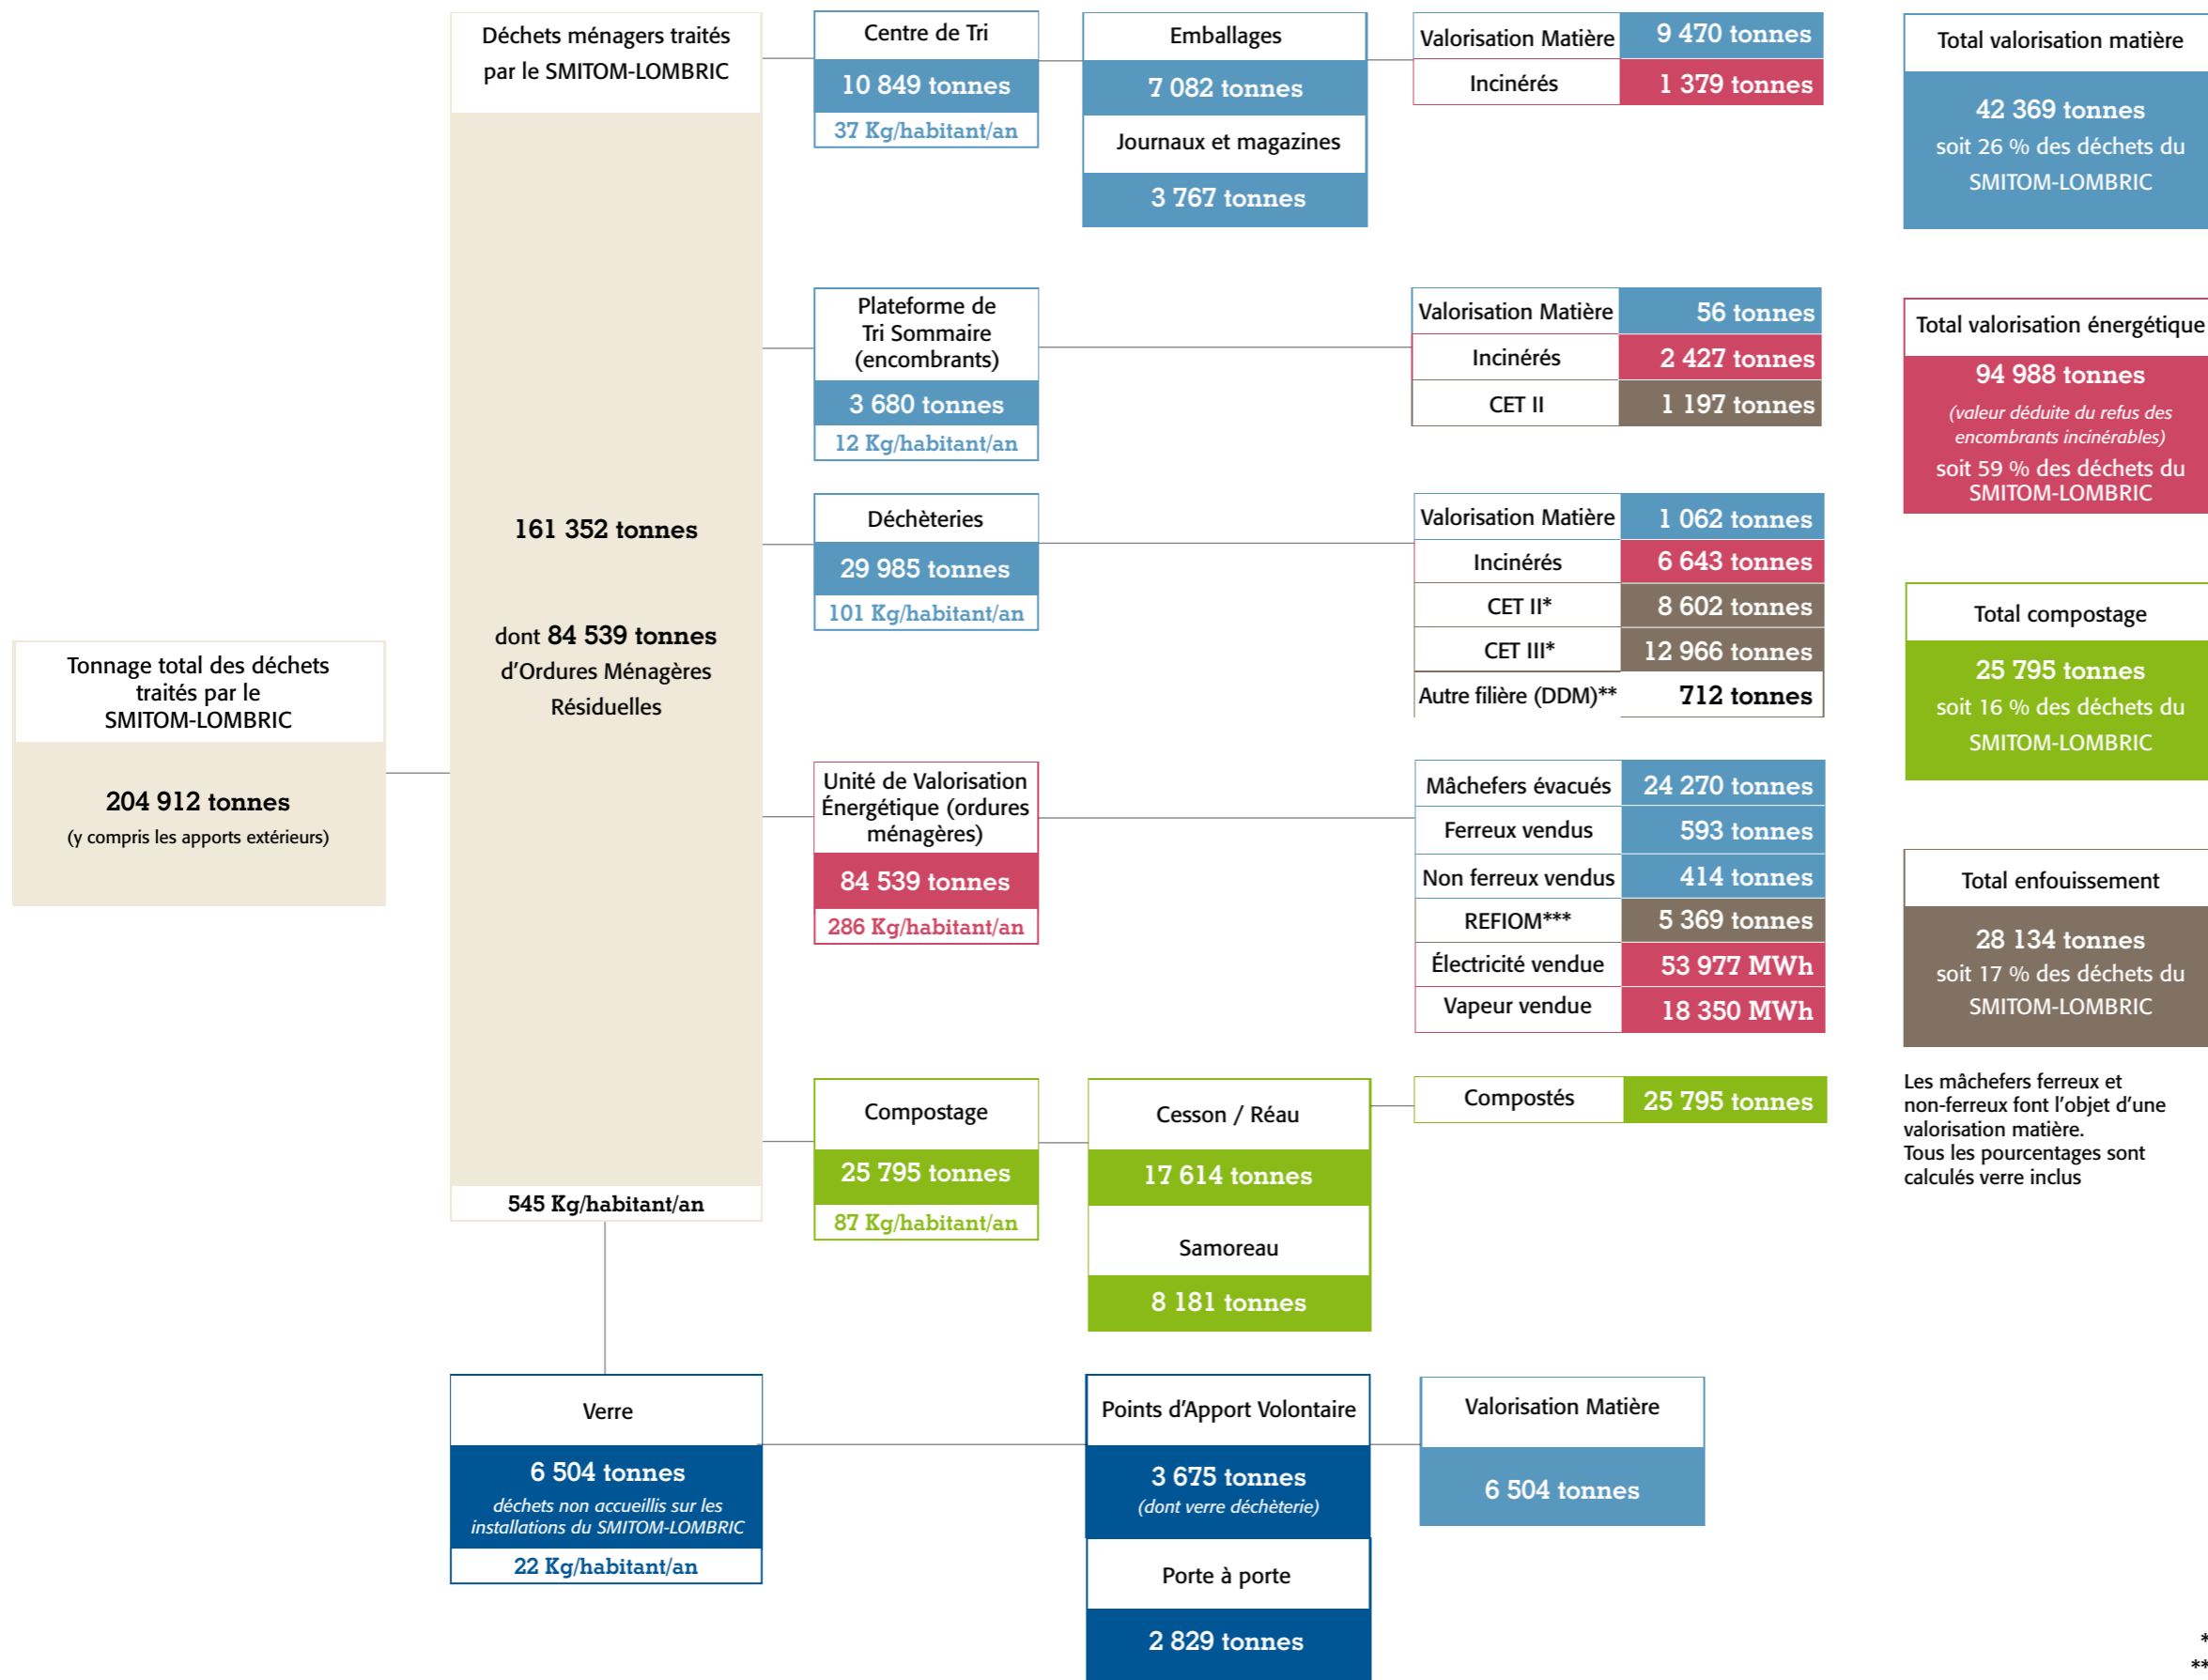 Tonnage total des déchets
traités par le
SMITOM-LOMBRIC
204 912 tonnes
(y compris les apports extérieurs)
Déchets ménagers traités
par le SMITOM-LOMBRIC
161 352 tonnes
dont 84 539 tonnes
d'Ordures Ménagères
Résiduelles
545 Kg/habitant/an
Centre de Tri
10 849 tonnes
37 Kg/habitant/an
Emballages
7 082 tonnes
Journaux et magazines
3 767 tonnes
Valorisation Matière 9 470 tonnes
Incinérés 1 379 tonnes
Plateforme de
Tri Sommaire
(encombrants)
3 680 tonnes
12 Kg/habitant/an
Valorisation Matière 56 tonnes
Incinérés 2 427 tonnes
CET II 1 197 tonnes
Déchèteries
29 985 tonnes
101 Kg/habitant/an
Valorisation Matière 1 062 tonnes
Incinérés 6 643 tonnes
CET II* 8 602 tonnes
CET III* 12 966 tonnes
Autre filière (DDM)** 712 tonnes
Unité de Valorisation
Énergétique (ordures
ménagères)
84 539 tonnes
286 Kg/habitant/an
Mâchefers évacués 24 270 tonnes
Ferreux vendus 593 tonnes
Non ferreux vendus 414 tonnes
REFIOM*** 5 369 tonnes
Électricité vendue 53 977 MWh
Vapeur vendue 18 350 MWh
Compostage
25 795 tonnes
87 Kg/habitant/an
Cesson / Réau
17 614 tonnes
Samoreau
8 181 tonnes
Compostés 25 795 tonnes
Verre
6 504 tonnes
déchets non accueillis sur les
installations du SMITOM-LOMBRIC
22 Kg/habitant/an
Points d'Apport Volontaire
3 675 tonnes
(dont verre déchèterie)
Porte à porte
2 829 tonnes
Valorisation Matière
6 504 tonnes
Total valorisation matière
42 369 tonnes
soit 26 % des déchets du
SMITOM-LOMBRIC
Total valorisation énergétique
94 988 tonnes
(valeur déduite du refus des
encombrants incinérables)
soit 59 % des déchets du
SMITOM-LOMBRIC
Total compostage
25 795 tonnes
soit 16 % des déchets du
SMITOM-LOMBRIC
Total enfouissement
28 134 tonnes
soit 17 % des déchets du
SMITOM-LOMBRIC
Les mâchefers ferreux et
non-ferreux font l'objet d'une
valorisation matière.
Tous les pourcentages sont
calculés verre inclus
*
**